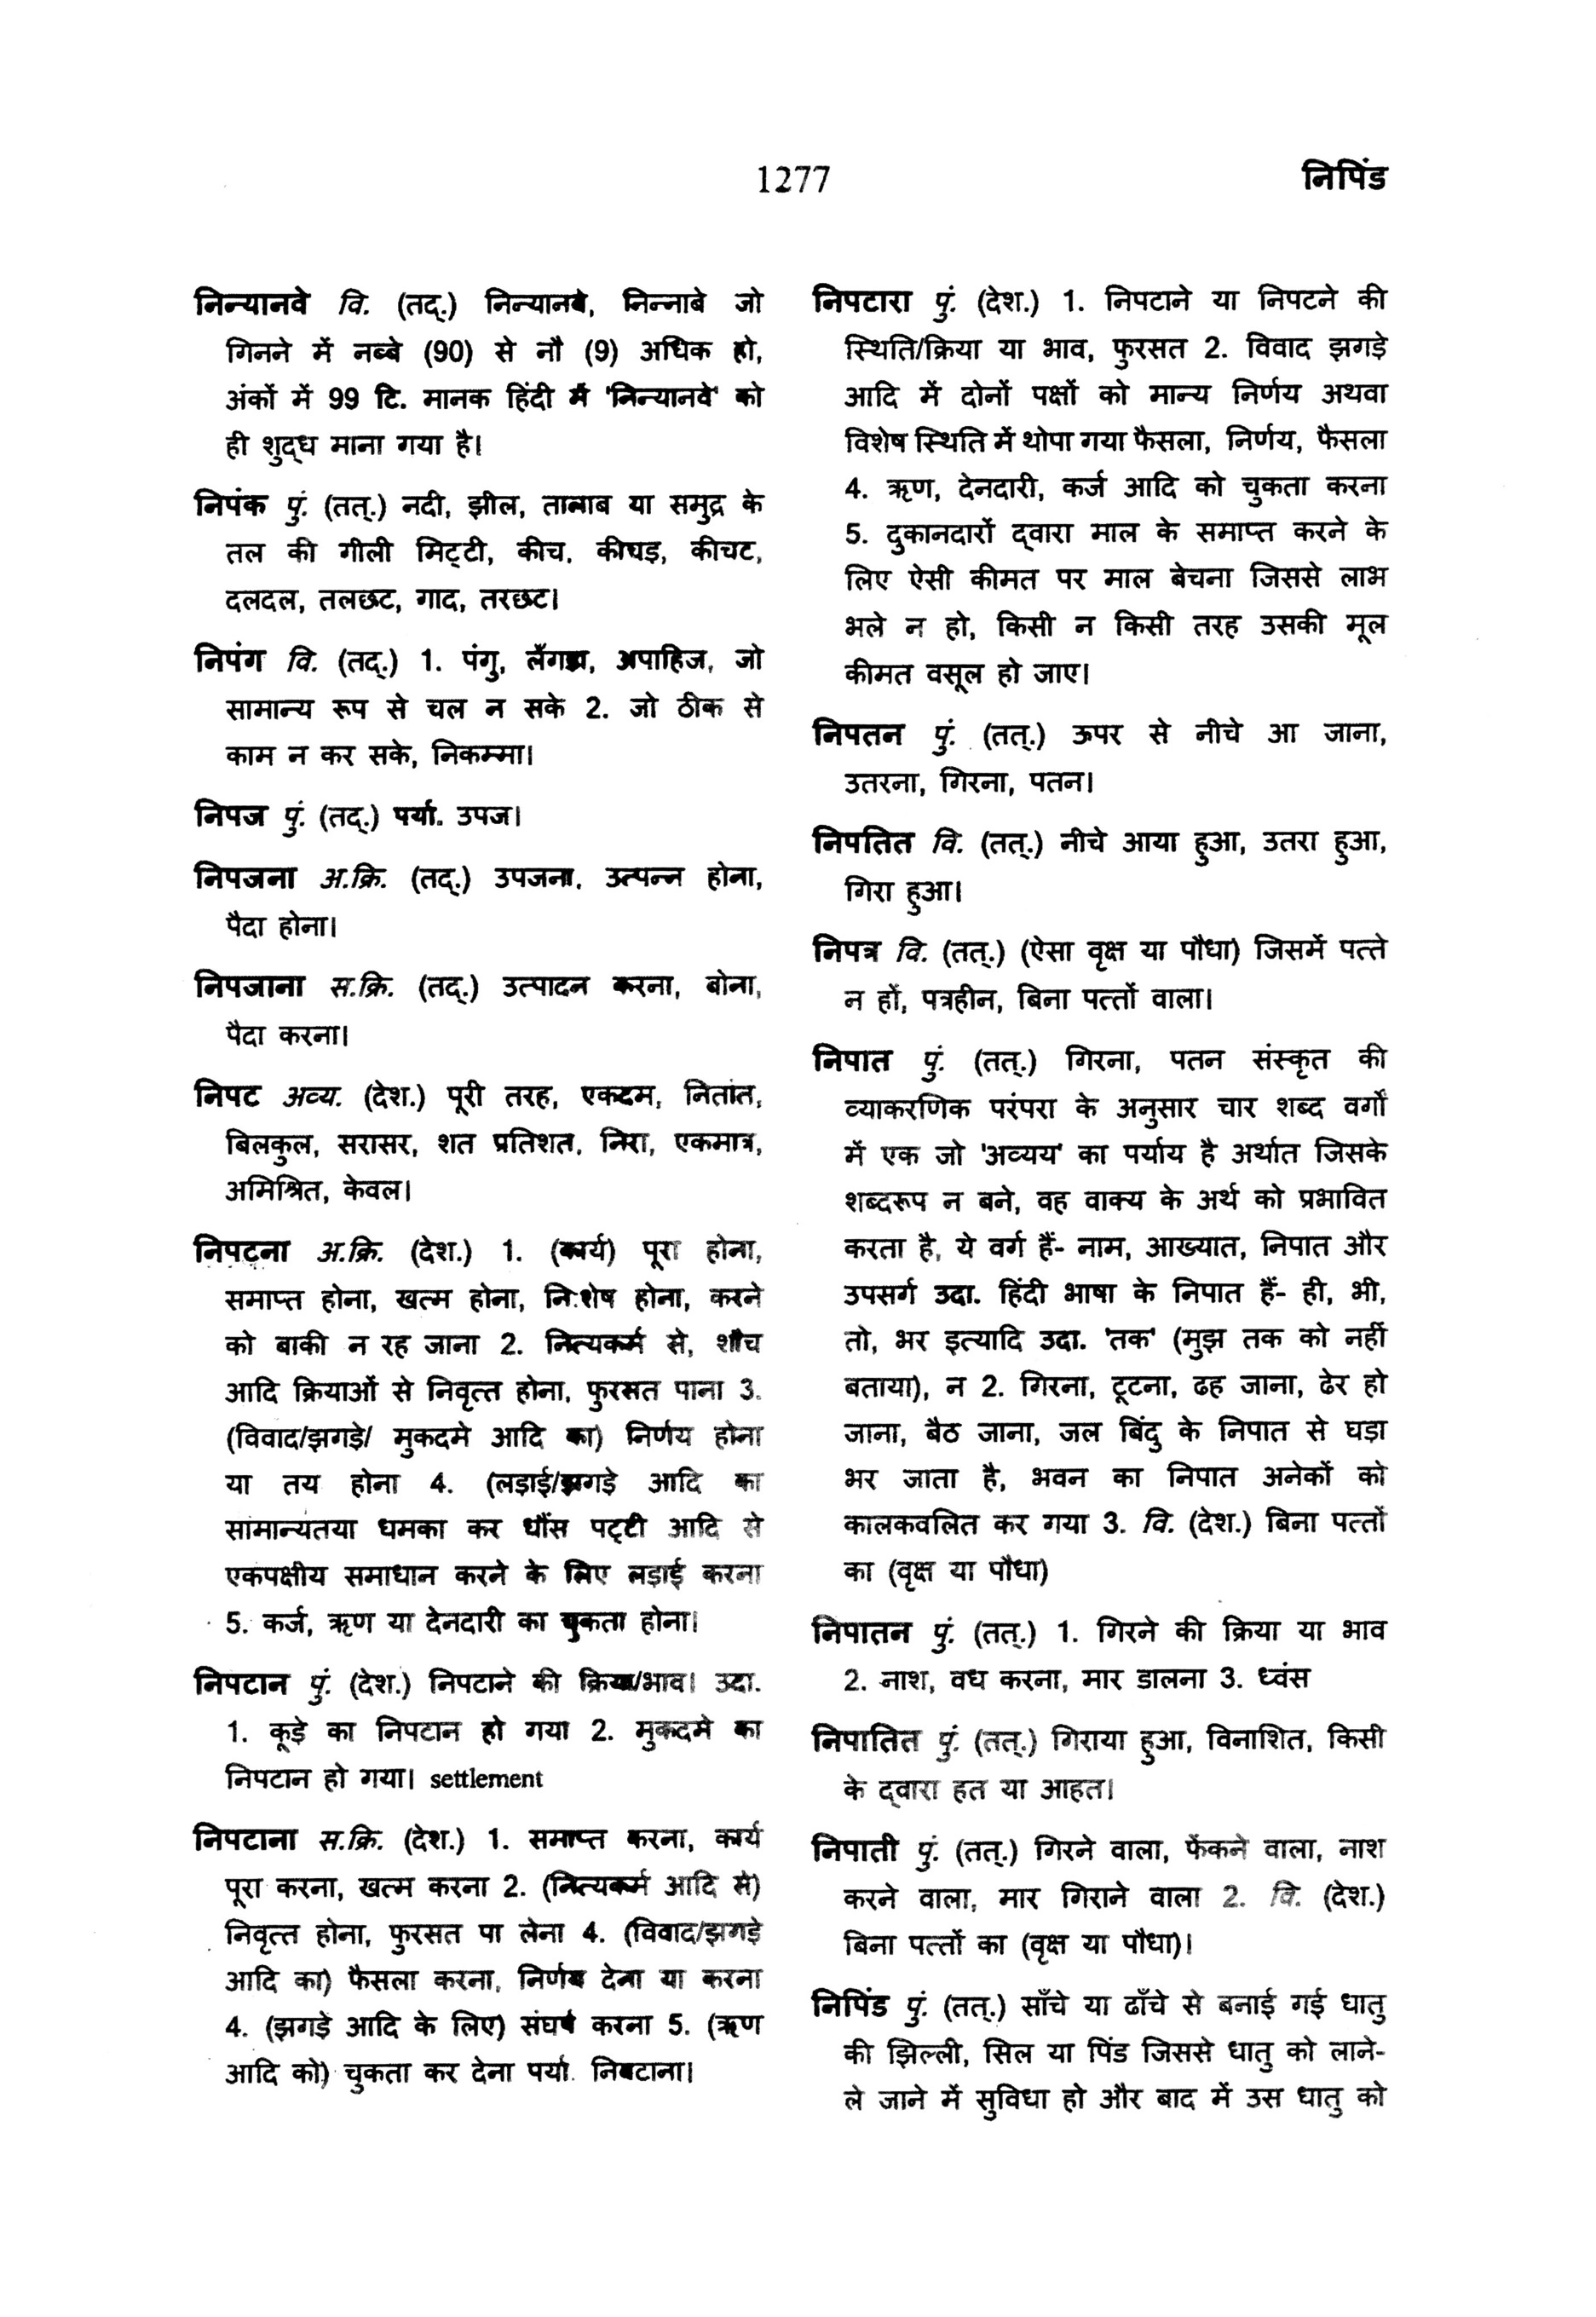 1277
निपिंड
निन्यानवे वि. (तद्.) निन्यानबे, निन्नाबे जो
गिनने में नब्बे (90) से नौ (9) अधिक हो,
अंकों में 99 टि. मानक हिंदी में 'निन्यानवे' को
ही शुद्ध माना गया है।
निपंक पुं. (तत्.) नदी, झील, तालाब या समुद्र के
तल की गीली मिट्टी, कीच, कीचड़, कीचट,
दलदल, तलछट, गाद, तरछट।
निपंग वि. (तद्.) 1. पंगु, लँगड़ा, अपाहिज, जो
सामान्य रूप से चल न सके 2. जो ठीक से
काम न कर सके, निकम्मा।
निपज पुं. (तद्.) पर्या. उपज।
निपजना अ.क्रि. (तद्.) उपजना, उत्पन्न होना,
पैदा होना।
निपजाना स.क्रि. (तद्.) उत्पादन करना, बोना,
पैदा करना।
निपट अव्य. (देश.) पूरी तरह, एकदम, नितांत,
बिलकुल, सरासर, शत प्रतिशत, निरा, एकमात्र,
अमिश्रित, केवल।
निपटना अ.क्रि. (देश.) 1. (कार्य) पूरा होना,
समाप्त होना, खत्म होना, नि:शेष होना, करने
को बाकी न रह जाना 2. नित्यकर्म से, शौच
आदि क्रियाओं से निवृत्त होना, फुरसत पाना 3.
(विवाद/झगड़े/ मुकदमे आदि का) निर्णय होना
या तय होना 4. (लड़ाई/झगड़े आदि का
सामान्यतया धमका कर धौंस पट्टी आदि से
एकपक्षीय समाधान करने के लिए लड़ाई करना
5. कर्ज, ऋण या देनदारी का चुकता होना।
निपटान पुं. (देश.) निपटाने की क्रिया/भाव। उदा.
1. कूड़े का निपटान हो गया 2. मुकदमे का
निपटान हो गया। settlement
निपटाना स.क्रि. (देश.) 1. समाप्त करना, कार्य
पूरा करना, खत्म करना 2. (नित्यकर्म आदि से)
निवृत्त होना, फुरसत पा लेना 4. (विवाद/झगड़े
आदि का) फैसला करना, निर्णय देना या करना
4. (झगड़े आदि के लिए) संघर्ष करना 5. (ऋण
आदि को) चुकता कर देना पर्या. निबटाना।
निपटारा पुं. (देश.) 1. निपटाने या निपटने की
स्थिति/क्रिया या भाव, फुरसत 2. विवाद झगड़े
आदि में दोनों पक्षों को मान्य निर्णय अथवा
विशेष स्थिति में थोपा गया फैसला, निर्णय, फैसला
4. ऋण, देनदारी, कर्ज आदि को चुकता करना
5. दुकानदारों द्वारा माल के समाप्त करने के
लिए ऐसी कीमत पर माल बेचना जिससे लाभ
भले न हो, किसी न किसी तरह उसकी मूल
कीमत वसूल हो जाए।
निपतन पुं. (तत्.) ऊपर से नीचे आ जाना,
उतरना, गिरना, पतन।
निपतित वि. (तत्.) नीचे आया हुआ, उतरा हुआ,
गिरा हुआ।
निपत्र वि. (तत्.) (ऐसा वृक्ष या पौधा) जिसमें पत्ते
न हों, पत्रहीन, बिना पत्तों वाला।
निपात पुं. (तत्.) गिरना, पतन संस्कृत की
व्याकरणिक परंपरा के अनुसार चार शब्द वर्गों
में एक जो 'अव्यय' का पर्याय है अर्थात जिसके
शब्दरूप न बने, वह वाक्य के अर्थ को प्रभावित
करता है, ये वर्ग हैं- नाम, आख्यात, निपात और
उपसर्ग उदा. हिंदी भाषा के निपात हैं- ही, भी,
तो, भर इत्यादि उदा. 'तक' (मुझ तक को नहीं
बताया), न 2. गिरना, टूटना, ढह जाना, ढेर हो
जाना, बैठ जाना, जल बिंदु के निपात से घड़ा
भर जाता है, भवन का निपात अनेकों को
कालकवलित कर गया 3. वि. (देश.) बिना पत्तों
का (वृक्ष या पौधा)
निपातन पुं. (तत्.) 1. गिरने की क्रिया या भाव
2. नाश, वध करना, मार डालना 3. ध्वंस
निपातित पुं. (तत्.) गिराया हुआ, विनाशित, किसी
के द्वारा हत या आहत।
निपाती पुं. (तत्.) गिरने वाला, फेंकने वाला, नाश
करने वाला, मार गिराने वाला 2. वि. (देश.)
बिना पत्तों का (वृक्ष या पौधा)।
निपिंड पुं. (तत्.) साँचे या ढाँचे से बनाई गई धातु
की झिल्ली, सिल या पिंड जिससे धातु को लाने-
ले जाने में सुविधा हो और बाद में उस धातु को